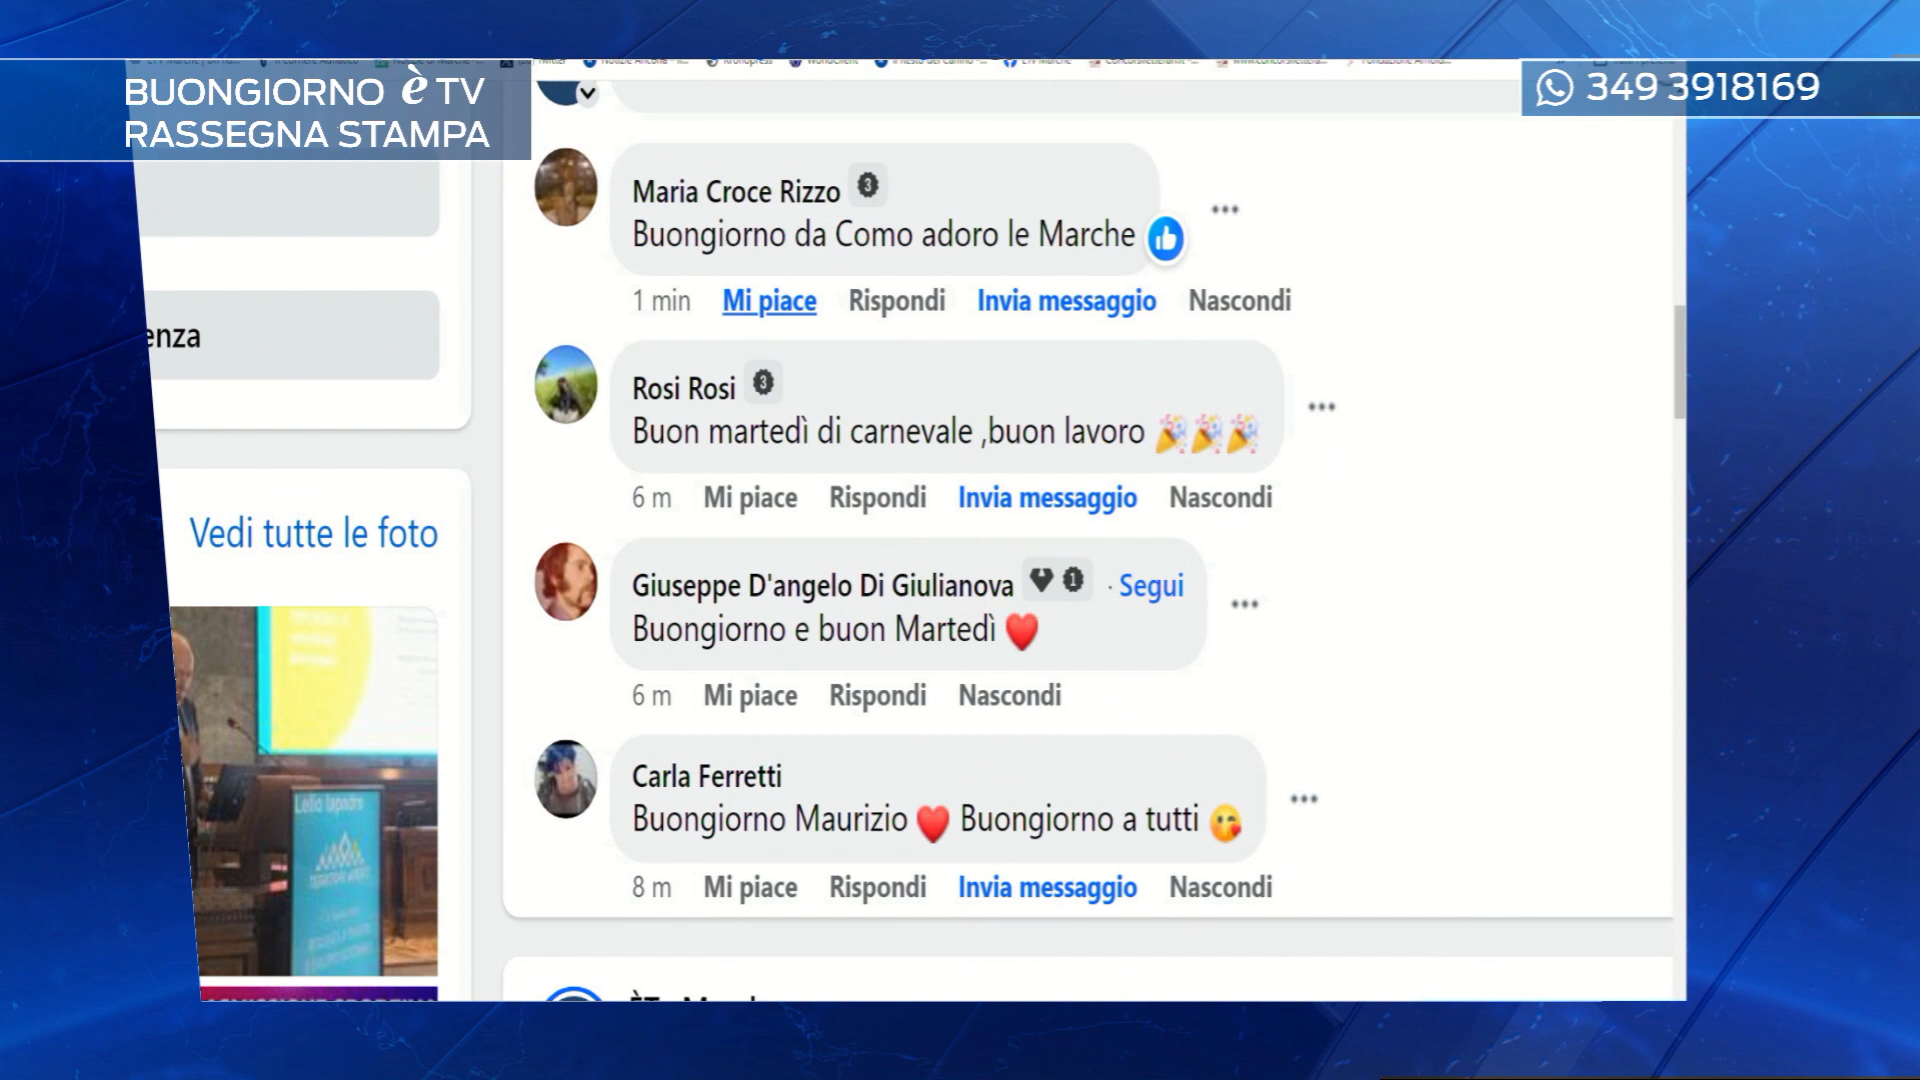 BUONGIORNO è TV
RASSEGNA STAMPA
349 3918169
Maria Croce Rizzo 3
Buongiorno da Como adoro le Marche
1 min Mi piace Rispondi Invia messaggio Nascondi
Rosi Rosi 3
Buon martedì di carnevale ,buon lavoro 🎉🎉🎉
6 m Mi piace Rispondi Invia messaggio Nascondi
Giuseppe D'angelo Di Giulianova 1 · Segui
Buongiorno e buon Martedì ❤️
6 m Mi piace Rispondi Nascondi
Carla Ferretti
Buongiorno Maurizio ❤️ Buongiorno a tutti 😘
8 m Mi piace Rispondi Invia messaggio Nascondi
enza
Vedi tutte le foto